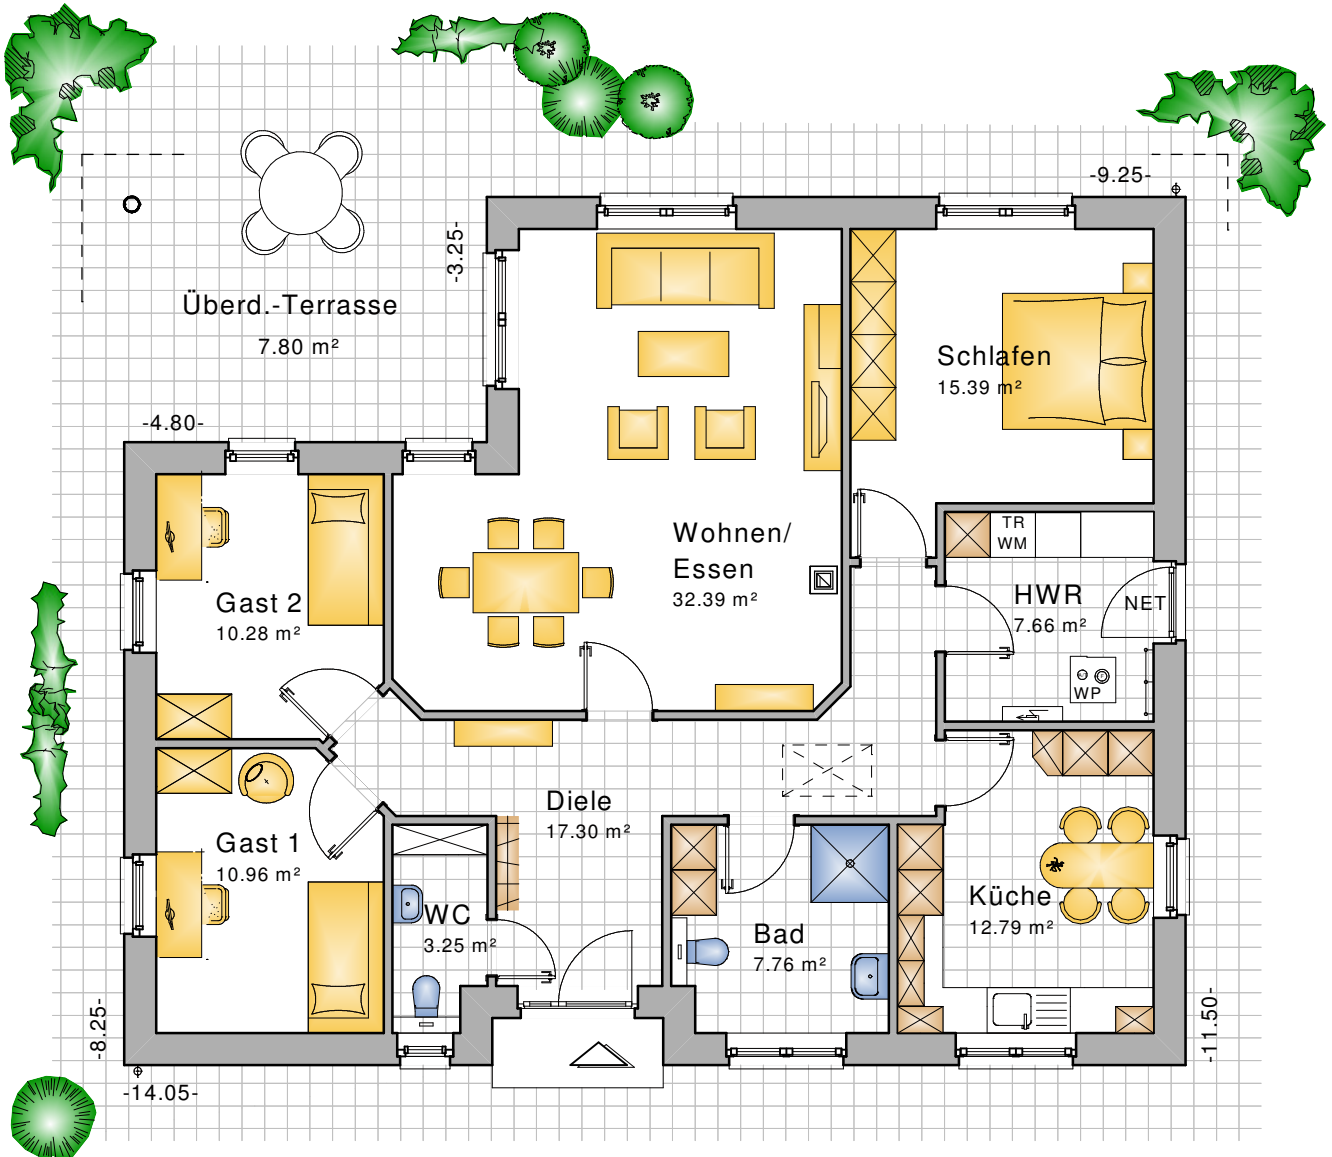 -9.25-
-3.25-
Überd.-Terrasse
7.80 m²
-4.80-
Schlafen
15.39 m²
Wohnen/
Essen
32.39 m²
TR
WM
HWR
7.66 m²
NET
WP
Gast 2
10.28 m²
Diele
17.30 m²
Gast 1
10.96 m²
WC
3.25 m²
Bad
7.76 m²
Küche
12.79 m²
-8.25-
-11.50-
-14.05-